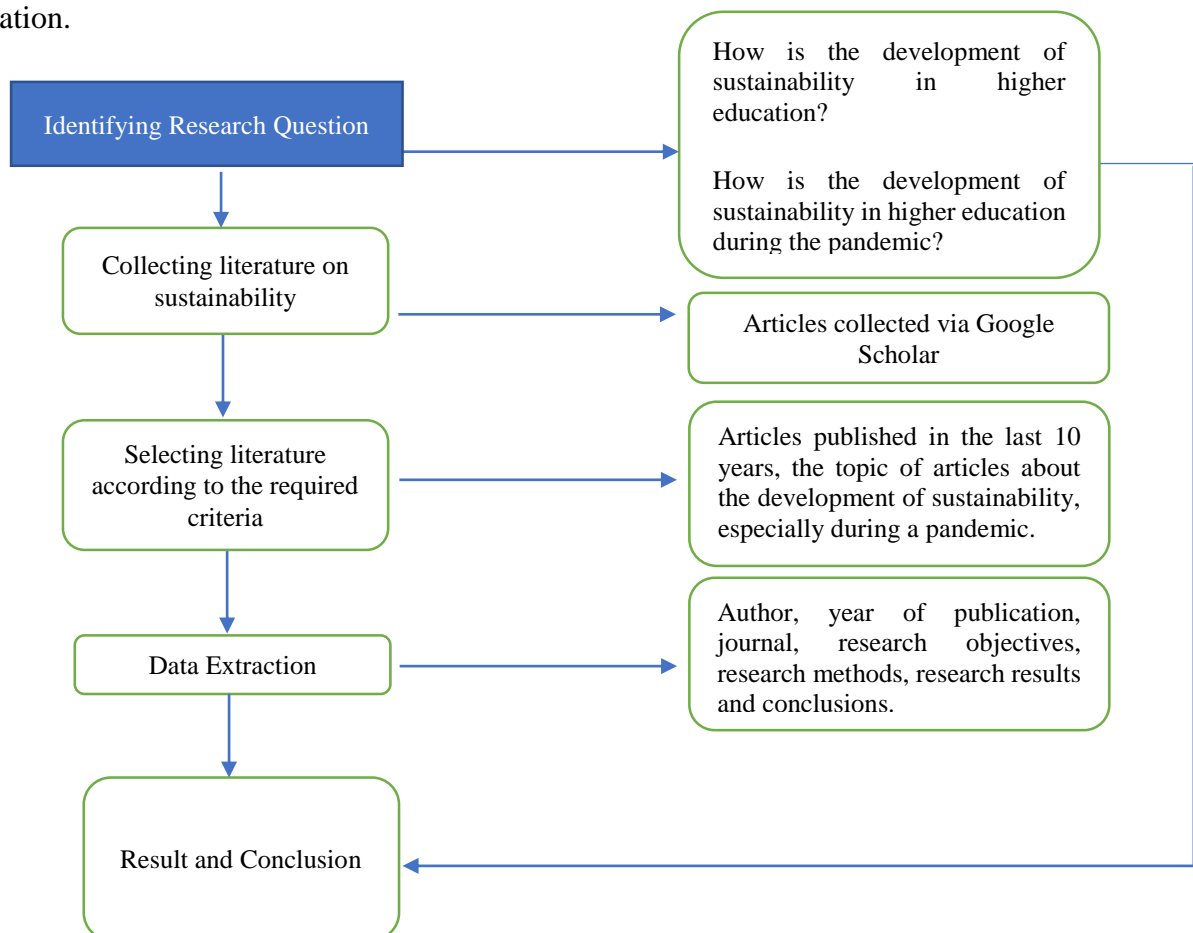 ation.
Identifying Research Question
How is the development of
sustainability in higher
education?
How is the development of
sustainability in higher education
during the pandemic?
Collecting literature on
sustainability
Articles collected via Google
Scholar
Selecting literature
according to the required
criteria
Articles published in the last 10
years, the topic of articles about
the development of sustainability,
especially during a pandemic.
Data Extraction
Author, year of publication,
journal, research objectives,
research methods, research results
and conclusions.
Result and Conclusion